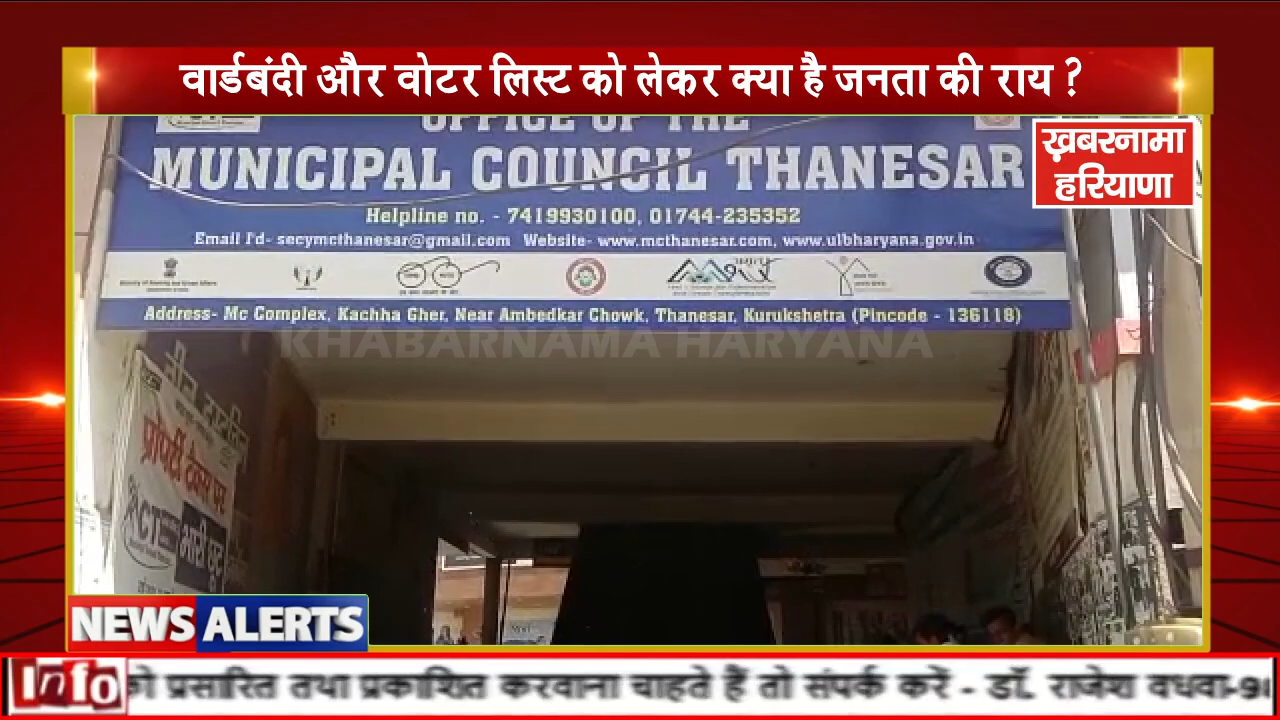 वार्डबंदी और वोटर लिस्ट को लेकर क्या है जनता की राय ?
ख़बरनामा
हरियाणा
OFFICE OF THE
MUNICIPAL COUNCIL THANESAR
Helpline no. - 7419930100, 01744-235352
Email I'd- secymcthanesar@gmail.com Website- www.mcthanesar.com, www.ulbharyana.gov.in
Address- Mc Complex, Kachha Gher, Near Ambedkar Chowk, Thanesar, Kurukshetra (Pincode - 136118)
KHABARNAMA HARYANA
प्रोपर्टी टैक्स पर
भारी छूट
NEWS ALERTS
Info
को प्रसारित तथा प्रकाशित करवाना चाहते हैं तो संपर्क करें - डॉ. राजेश वधवा-9